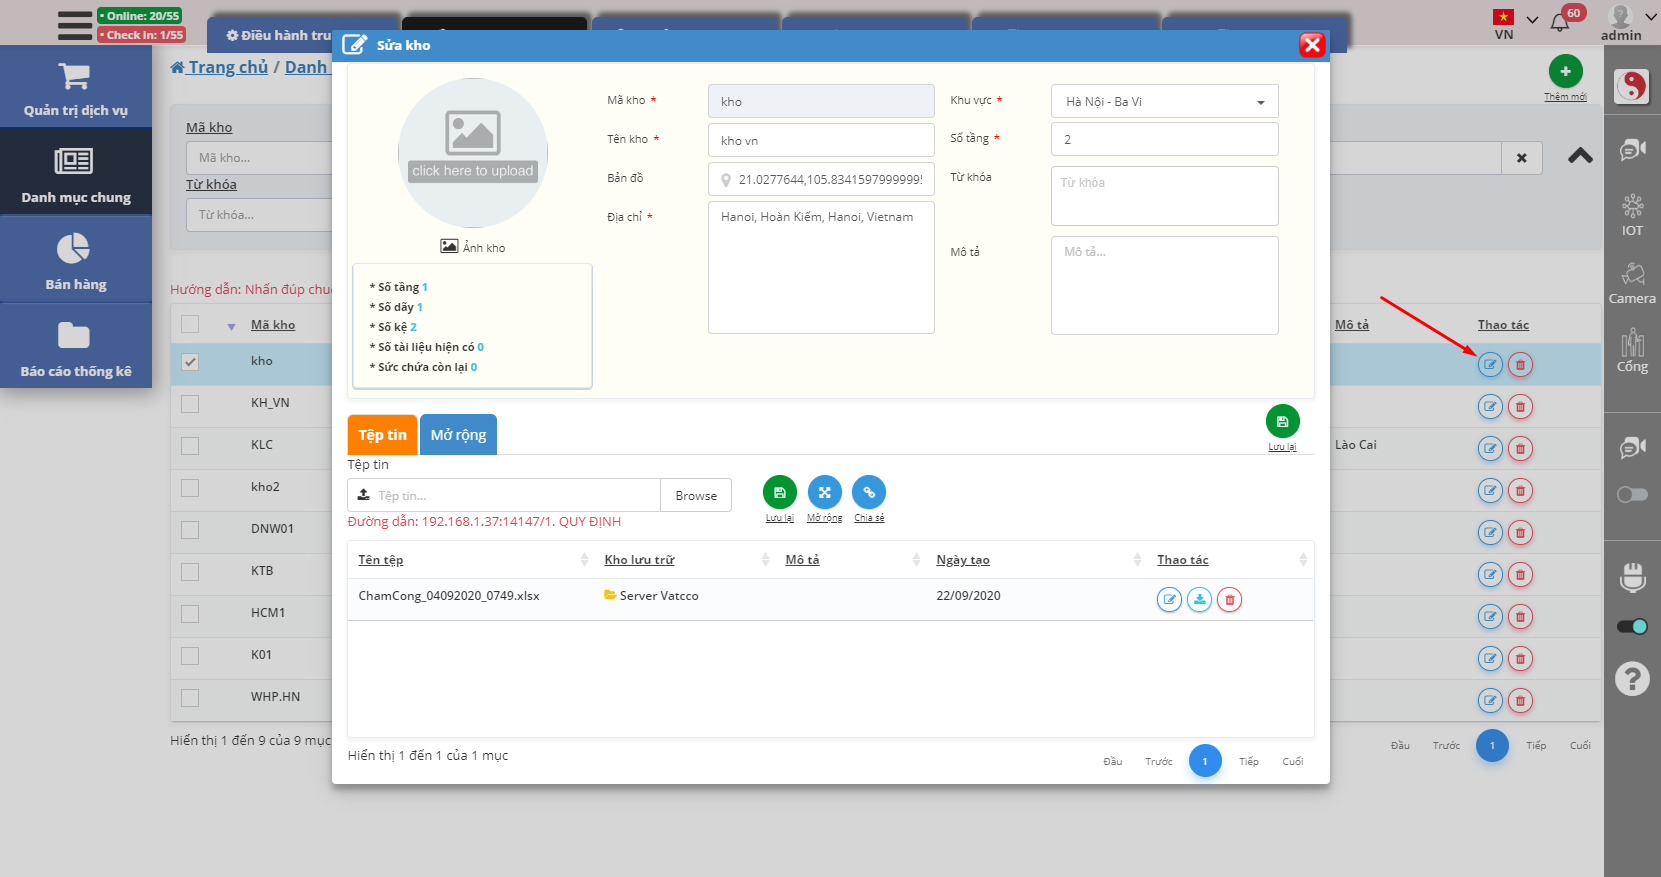 • Online: 20/55
• Check in: 1/55
Điều hành tru
60
VN
admin
Quản trị dịch vụ
Danh mục chung
Bán hàng
Báo cáo thống kê
Trang chủ / Danh
Thêm mới
Mã kho
Mã kho...
Từ khóa
Từ khóa...
Hướng dẫn: Nhấn đúp chu
Mã kho
kho
KH_VN
KLC
kho2
DNW01
KTB
HCM1
K01
WHP.HN
Hiển thị 1 đến 9 của 9 mục
Sửa kho
click here to upload
Ảnh kho
* Số tầng 1
* Số dãy 1
* Số kệ 2
* Số tài liệu hiện có 0
* Sức chứa còn lại 0
Mã kho *
kho
Tên kho *
kho vn
Bản đồ
21.0277644,105.8341597999999
Địa chỉ *
Hanoi, Hoàn Kiếm, Hanoi, Vietnam
Khu vực *
Hà Nội - Ba Vì
Số tầng *
2
Từ khóa
Từ khóa
Mô tả
Mô tả...
Tệp tin
Mở rộng
Lưu lại
Tệp tin
Tệp tin...
Browse
Lưu lại
Mở rộng
Chia sẻ
Đường dẫn: 192.168.1.37:14147/1. QUY ĐỊNH
Tên tệp Kho lưu trữ Mô tả Ngày tạo Thao tác
ChamCong_04092020_0749.xlsx Server Vatcco 22/09/2020
Hiển thị 1 đến 1 của 1 mục
Đầu Trước 1 Tiếp Cuối
Mô tả Thao tác
Lào Cai
Đầu Trước 1 Tiếp Cuối
IOT
Camera
Cổng
?